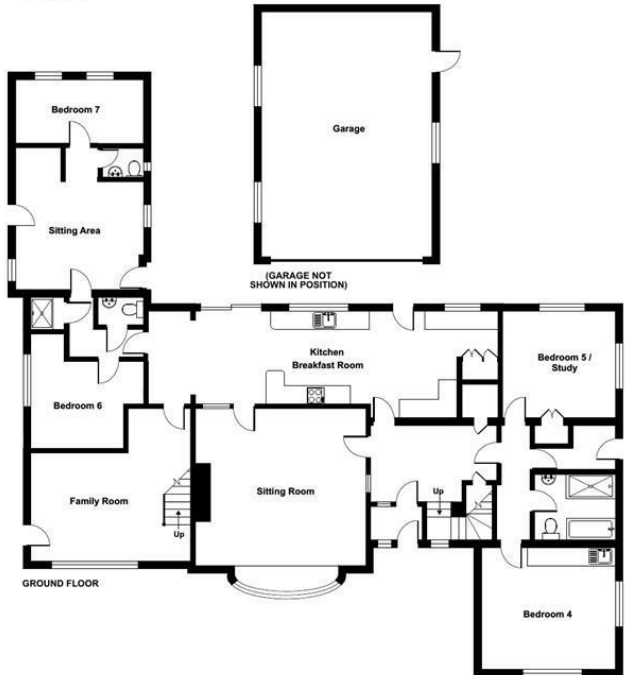 Bedroom 7
Garage
Sitting Area
(GARAGE NOT
SHOWN IN POSITION)
Kitchen
Breakfast Room
Bedroom 5 /
Study
Bedroom 6
Family Room
Up
Sitting Room
Up
GROUND FLOOR
Bedroom 4